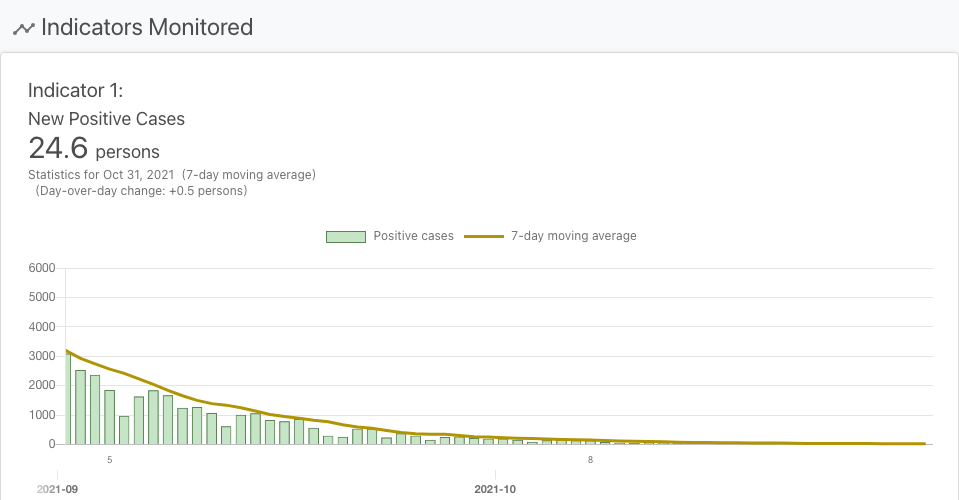 Indicators Monitored
Indicator 1:
New Positive Cases
24.6 persons
Statistics for Oct 31, 2021 (7-day moving average)
(Day-over-day change: +0.5 persons)
Positive cases 7-day moving average
6000
5000
4000
3000
2000
1000
0
5 8
2021-09 2021-10